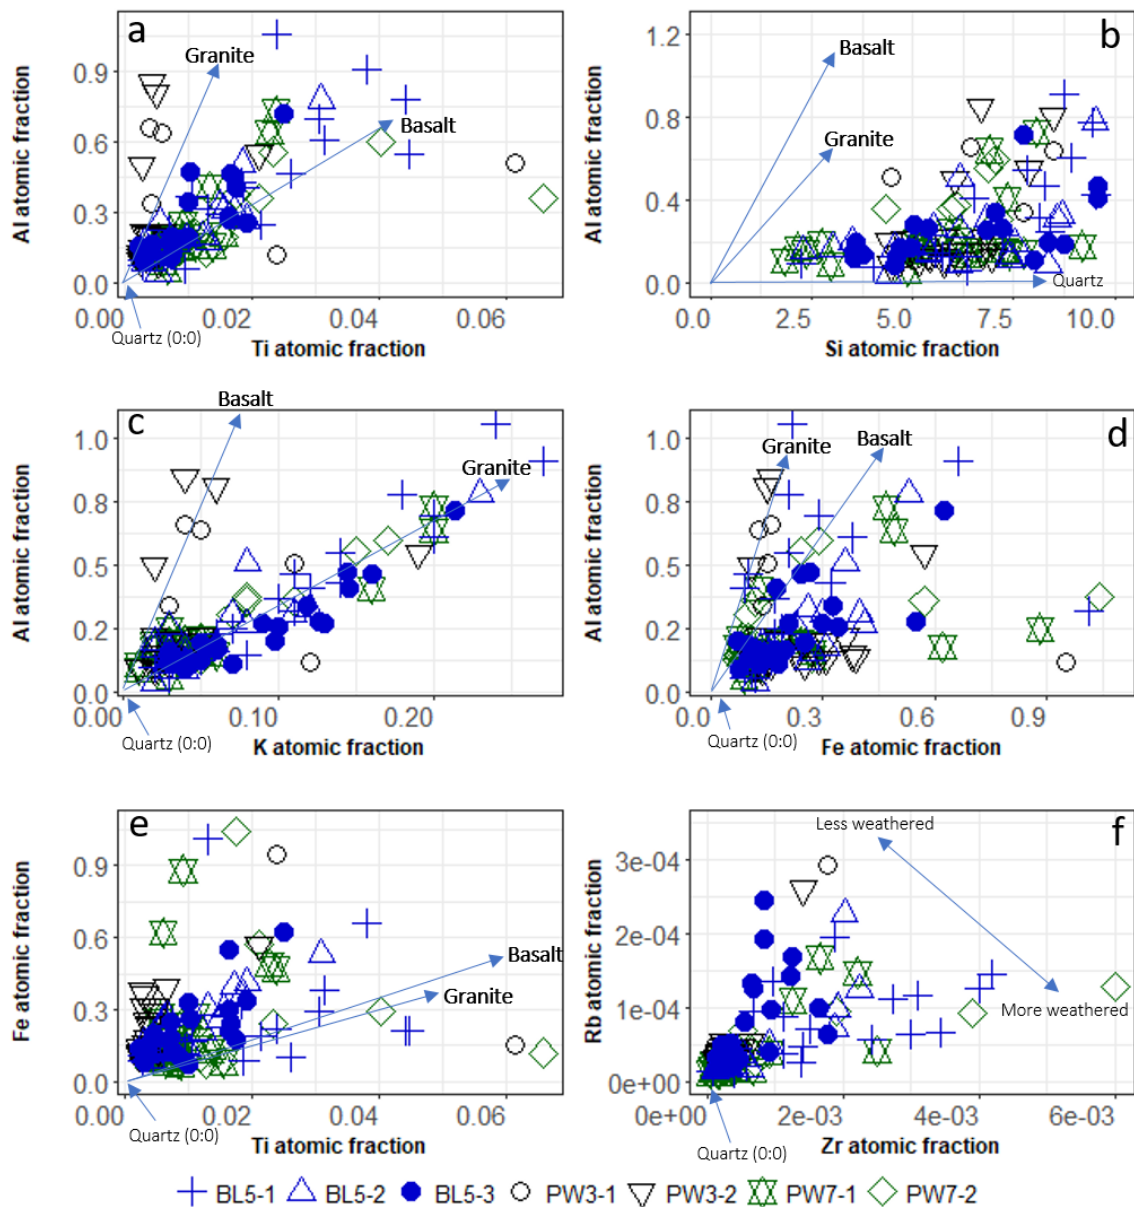 a
Granite
Basalt
Al atomic fraction
0.9
0.6
0.3
0.0
0.00 0.02 0.04 0.06
Quartz (0:0)
Ti atomic fraction
b
Basalt
Granite
Quartz
Al atomic fraction
1.2
0.8
0.4
0.0
0.0 2.5 5.0 7.5 10.0
Si atomic fraction
c
Basalt
Granite
Al atomic fraction
1.0
0.8
0.5
0.2
0.0
0.00 0.10 0.20
Quartz (0:0)
K atomic fraction
d
Granite
Basalt
Al atomic fraction
1.0
0.8
0.5
0.2
0.0
0.0 0.3 0.6 0.9
Quartz (0:0)
Fe atomic fraction
e
Basalt
Granite
Fe atomic fraction
0.9
0.6
0.3
0.0
0.00 0.02 0.04 0.06
Quartz (0:0)
Ti atomic fraction
f
Less weathered
More weathered
Rb atomic fraction
3e-04
2e-04
1e-04
0e+00
0e+00 2e-03 4e-03 6e-03
Quartz (0:0)
Zr atomic fraction
BL5-1 BL5-2 BL5-3 PW3-1 PW3-2 PW7-1 PW7-2